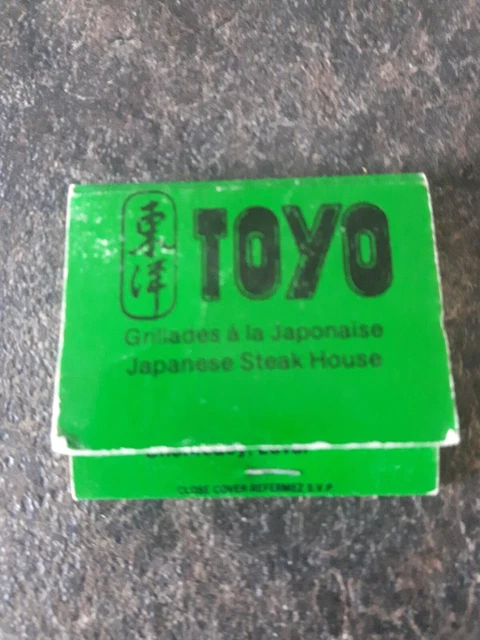 東洋
TOYO
Grillades à la Japonaise
Japanese Steak House
CLOSE COVER REFERMEZ S.V.P.